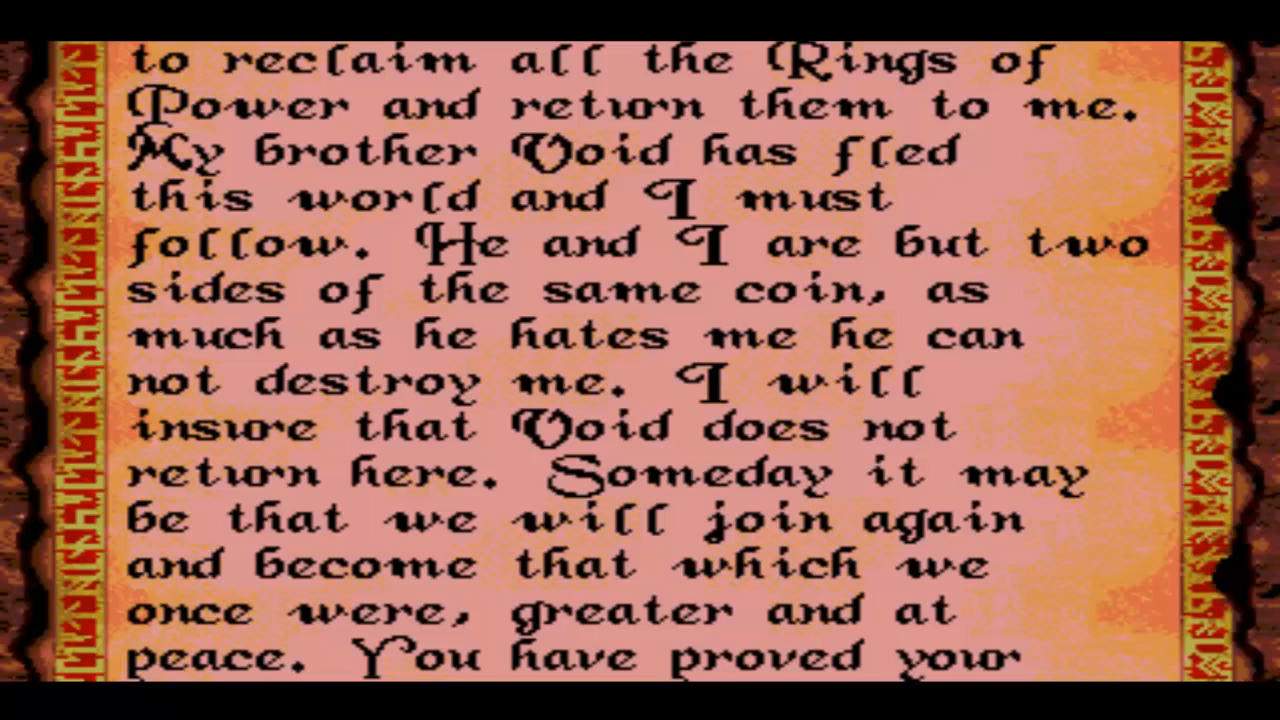 to reclaim all the Rings of
Power and return them to me.
My brother Void has fled
this world and I must
follow. He and I are but two
sides of the same coin, as
much as he hates me he can
not destroy me. I will
insure that Void does not
return here. Someday it may
be that we will join again
and become that which we
once were, greater and at
peace. You have proved your